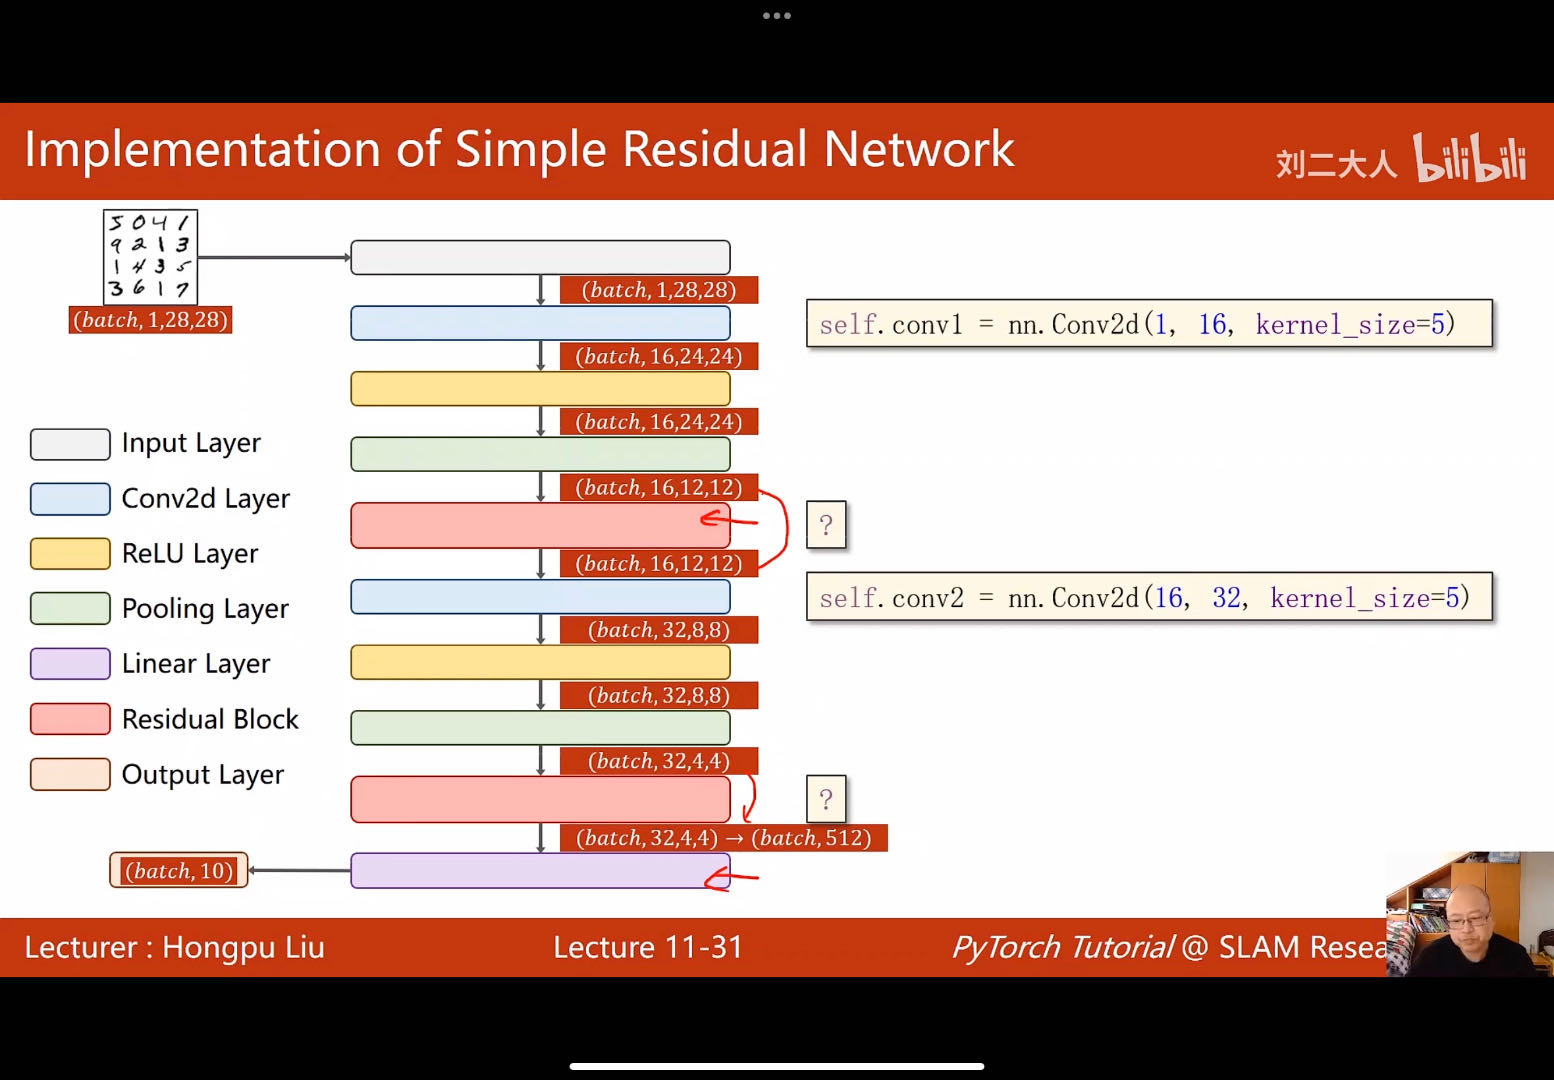 Implementation of Simple Residual Network
刘二大人 bilibili
5 0 4 1
9 2 1 3
1 4 3 5
3 6 1 7
(batch, 1,28,28)
(batch, 1,28,28)
self.conv1 = nn.Conv2d(1, 16, kernel_size=5)
(batch, 16,24,24)
(batch, 16,24,24)
(batch, 16,12,12)
?
(batch, 16,12,12)
self.conv2 = nn.Conv2d(16, 32, kernel_size=5)
(batch, 32,8,8)
(batch, 32,8,8)
(batch, 32,4,4)
?
(batch, 32,4,4) → (batch, 512)
(batch, 10)
Input Layer
Conv2d Layer
ReLU Layer
Pooling Layer
Linear Layer
Residual Block
Output Layer
Lecturer : Hongpu Liu
Lecture 11-31
PyTorch Tutorial @ SLAM Resea